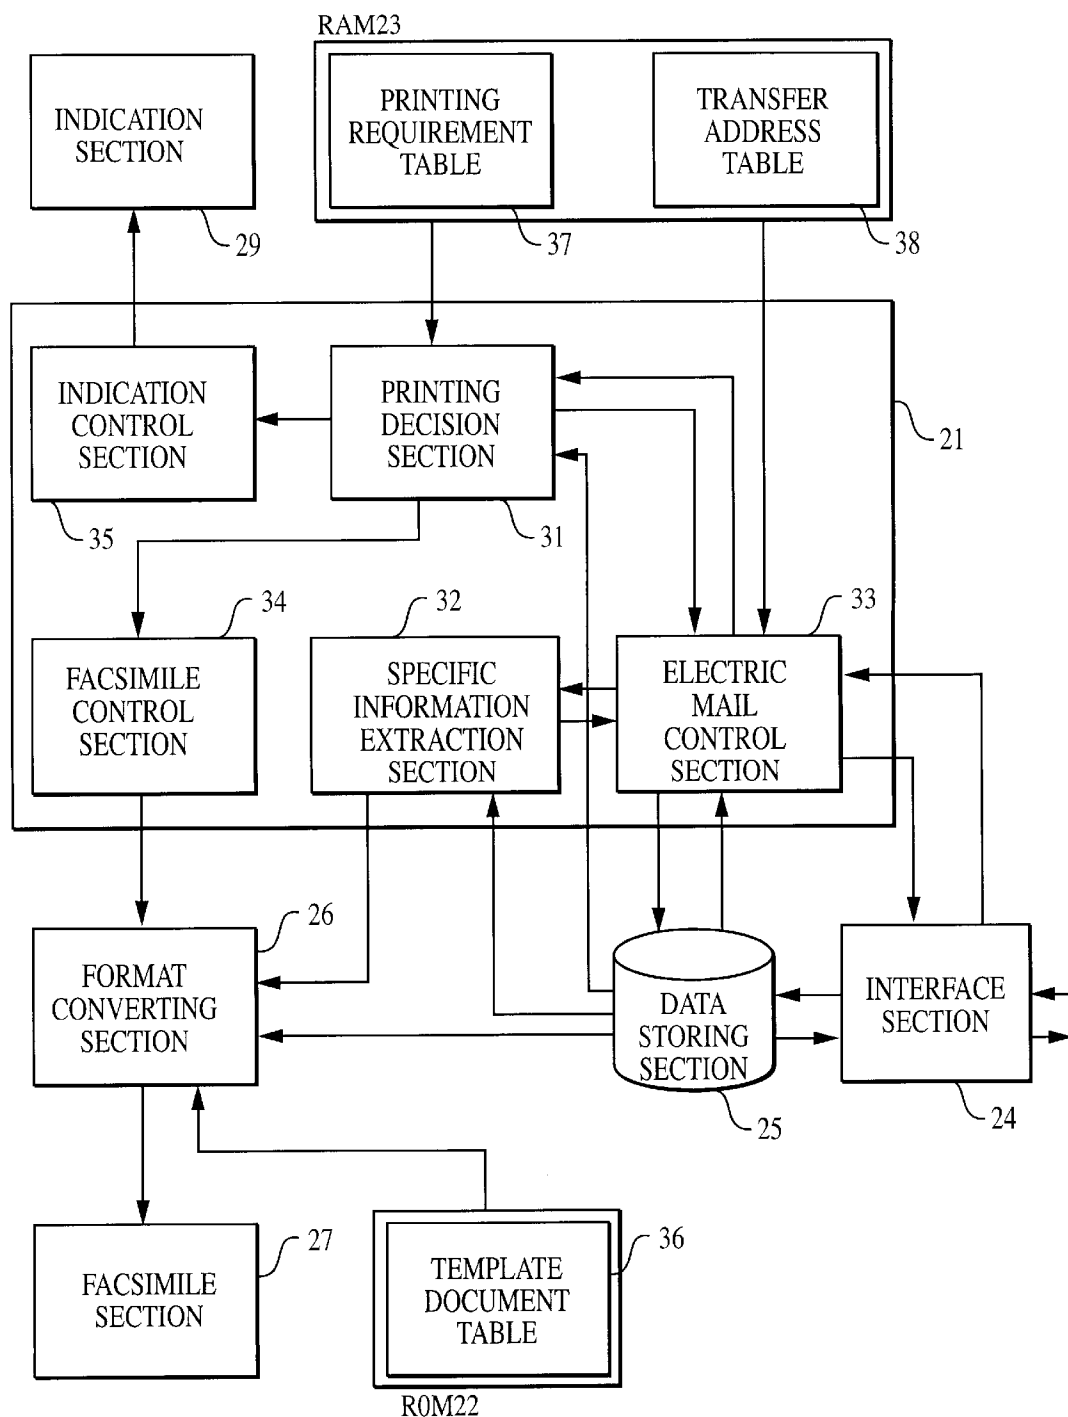 RAM23
INDICATION
SECTION
29
PRINTING
REQUIREMENT
TABLE
37
TRANSFER
ADDRESS
TABLE
38
INDICATION
CONTROL
SECTION
35
PRINTING
DECISION
SECTION
31
21
34
FACSIMILE
CONTROL
SECTION
32
SPECIFIC
INFORMATION
EXTRACTION
SECTION
33
ELECTRIC
MAIL
CONTROL
SECTION
26
FORMAT
CONVERTING
SECTION
DATA
STORING
SECTION
25
INTERFACE
SECTION
24
27
FACSIMILE
SECTION
36
TEMPLATE
DOCUMENT
TABLE
R0M22